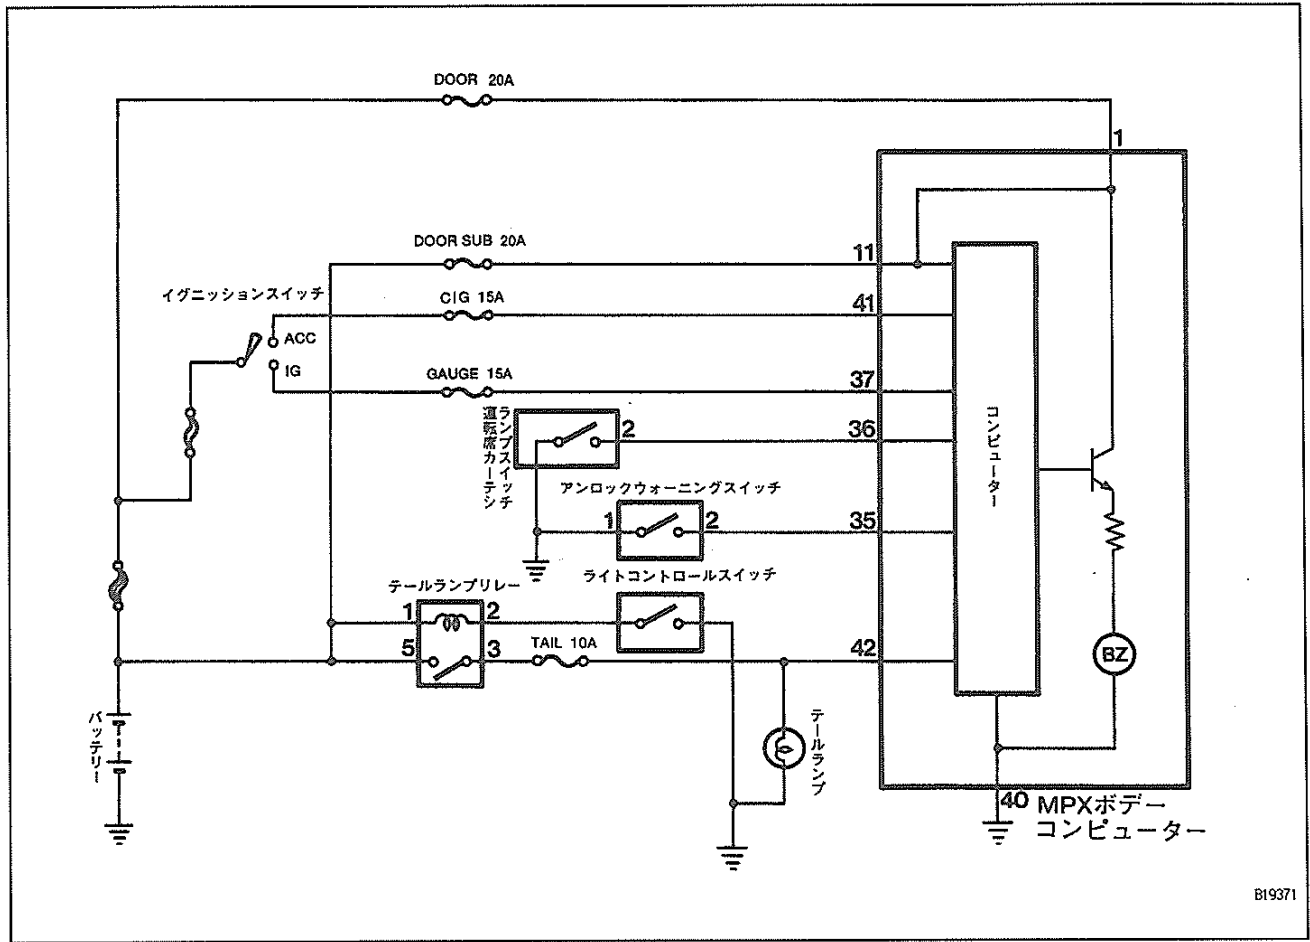 DOOR 20A
1
DOOR SUB 20A
11
イグニッションスイッチ
CIG 15A
41
ACC
IG
GAUGE 15A
37
運転席カーテシ
ランプスイッチ
2
36
コンピューター
アンロックウォーニングスイッチ
1
2
35
ライトコントロールスイッチ
テールランプリレー
1
2
5
3
TAIL 10A
42
BZ
バッテリー
テールランプ
40
MPXボデー
コンピューター
B19371